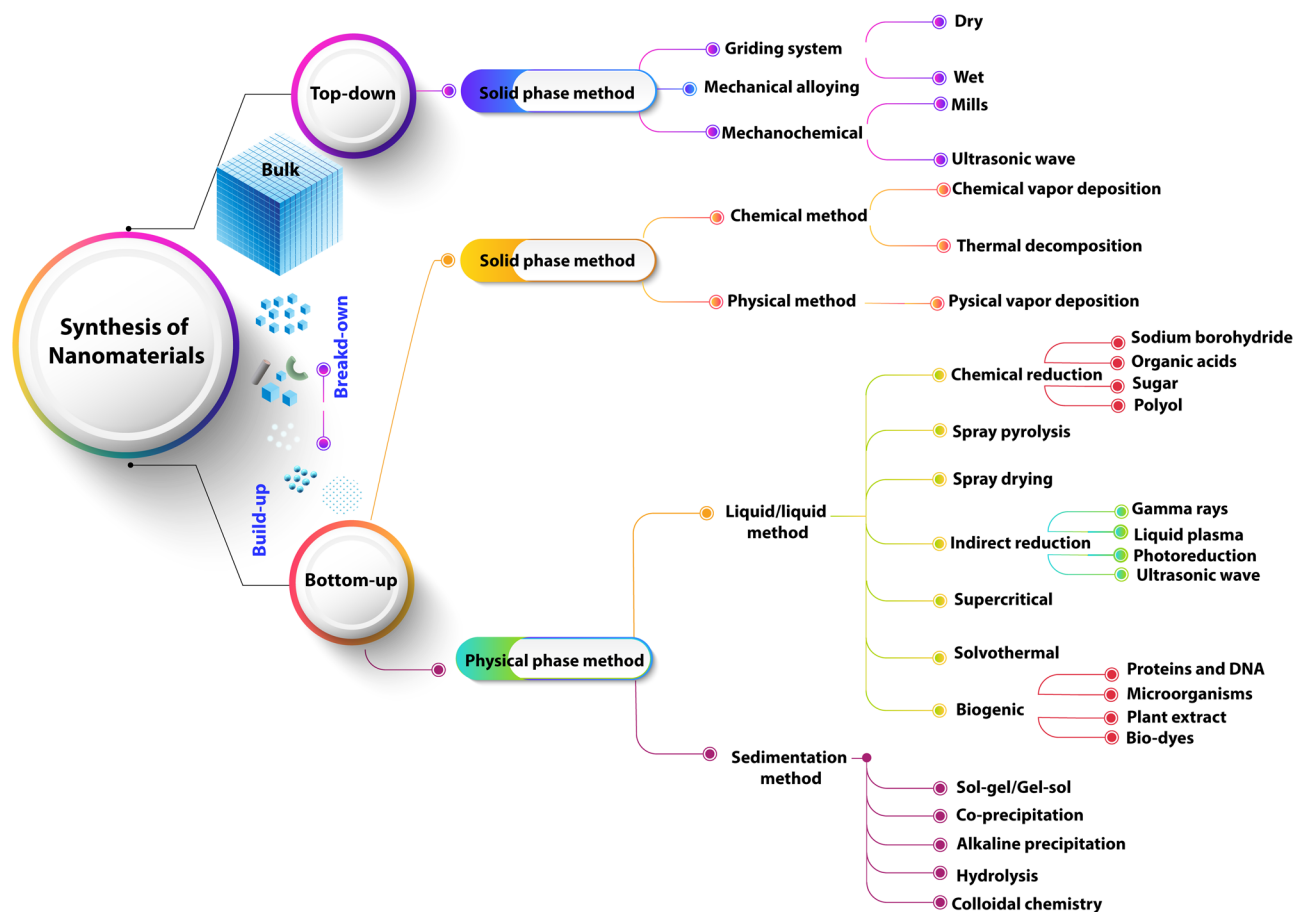 Synthesis of
Nanomaterials
Top-down
Bulk
Breakd-own
Build-up
Bottom-up
Solid phase method
Griding system
Dry
Wet
Mechanical alloying
Mechanochemical
Mills
Ultrasonic wave
Solid phase method
Chemical method
Chemical vapor deposition
Thermal decomposition
Physical method
Pysical vapor deposition
Physical phase method
Liquid/liquid
method
Chemical reduction
Sodium borohydride
Organic acids
Sugar
Polyol
Spray pyrolysis
Spray drying
Indirect reduction
Gamma rays
Liquid plasma
Photoreduction
Ultrasonic wave
Supercritical
Solvothermal
Biogenic
Proteins and DNA
Microorganisms
Plant extract
Bio-dyes
Sedimentation
method
Sol-gel/Gel-sol
Co-precipitation
Alkaline precipitation
Hydrolysis
Colloidal chemistry